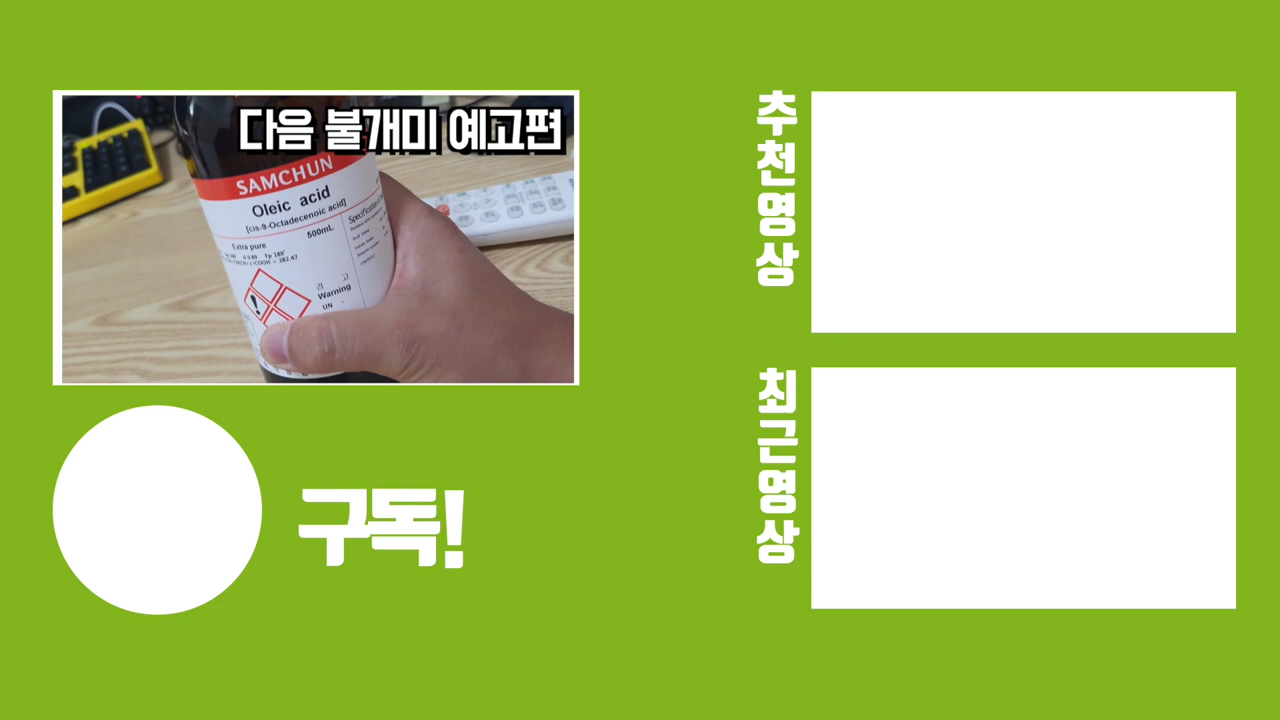 다음 불개미 예고편
SAMCHUN
Oleic acid
[cis-9-Octadecenoic acid]
500mL
Extra pure
Warning
UN
구독!
추천영상
최근영상